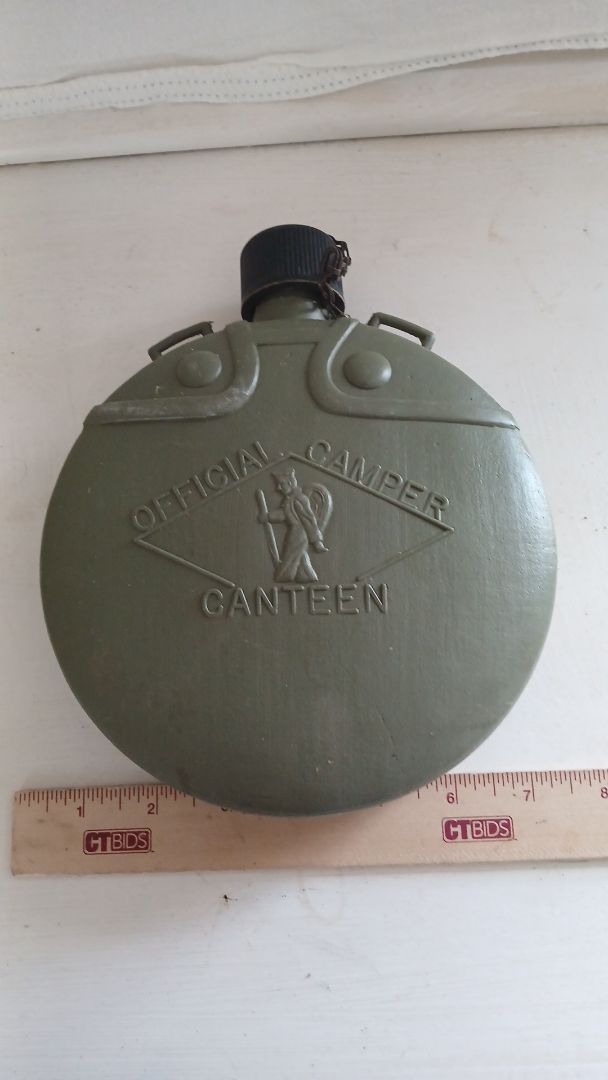 OFFICIAL CAMPER
CANTEEN
1 2 6 7 8
CTBIDS CTBIDS